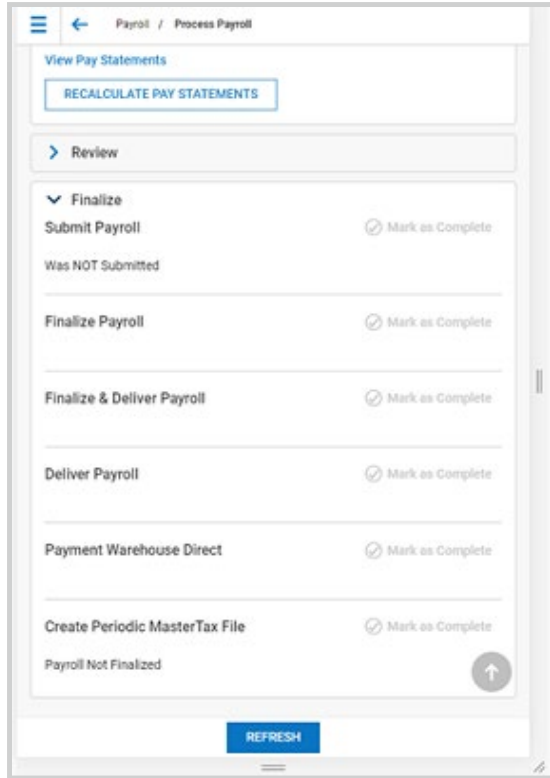 Payroll / Process Payroll
View Pay Statements
RECALCULATE PAY STATEMENTS
Review
Finalize
Submit Payroll Mark as Complete
Was NOT Submitted
Finalize Payroll Mark as Complete
Finalize & Deliver Payroll Mark as Complete
Deliver Payroll Mark as Complete
Payment Warehouse Direct Mark as Complete
Create Periodic MasterTax File Mark as Complete
Payroll Not Finalized
REFRESH